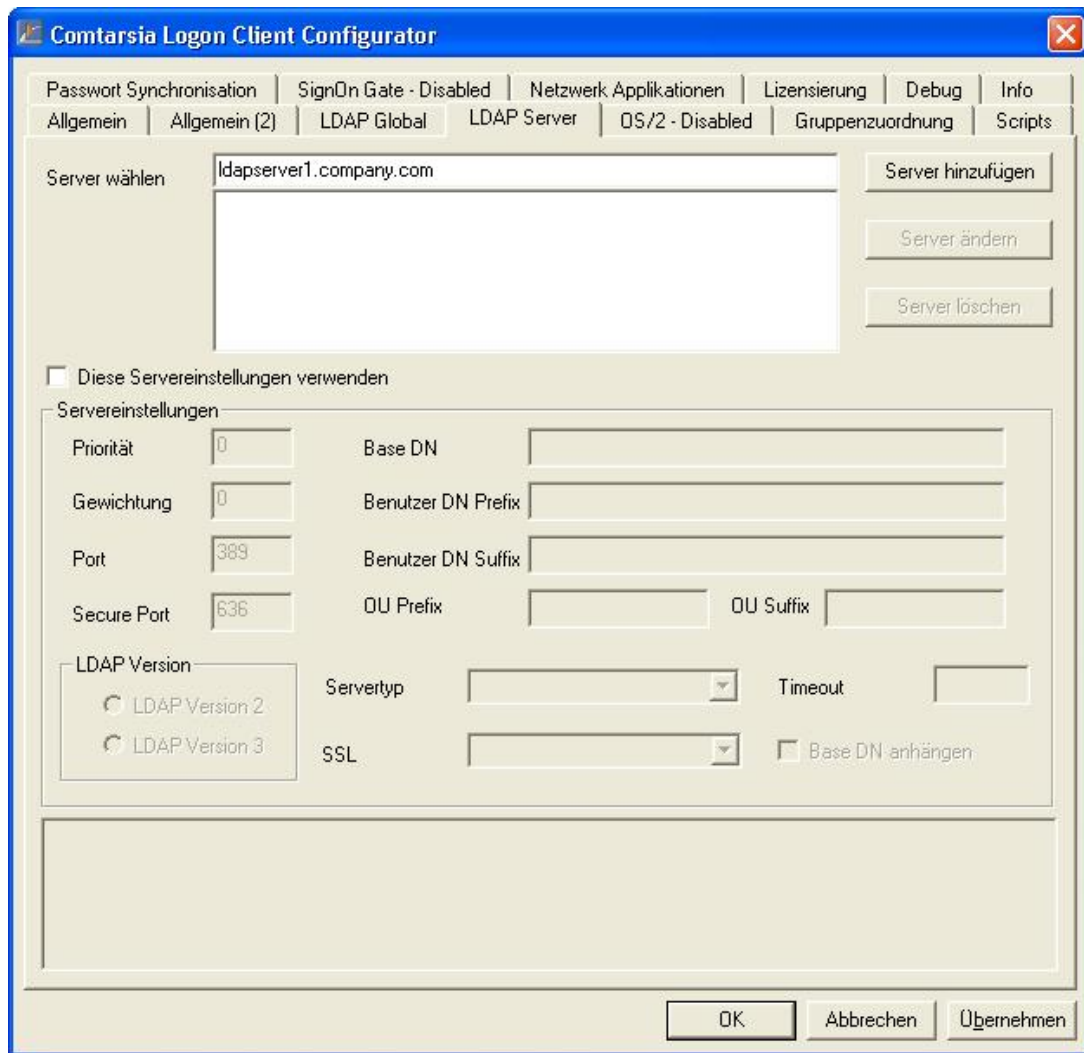 Comtarsia Logon Client Configurator
Passwort Synchronisation SignOn Gate - Disabled Netzwerk Applikationen Lizensierung Debug Info
Allgemein Allgemein (2) LDAP Global LDAP Server OS/2 - Disabled Gruppenzuordnung Scripts
Server wählen ldapserver1.company.com Server hinzufügen
Server ändern
Server löschen
Diese Servereinstellungen verwenden
Servereinstellungen
Priorität 0 Base DN
Gewichtung 0 Benutzer DN Prefix
Port 389 Benutzer DN Suffix
Secure Port 636 OU Prefix OU Suffix
LDAP Version
LDAP Version 2
LDAP Version 3
Servertyp Timeout
SSL Base DN anhängen
OK Abbrechen Übernehmen